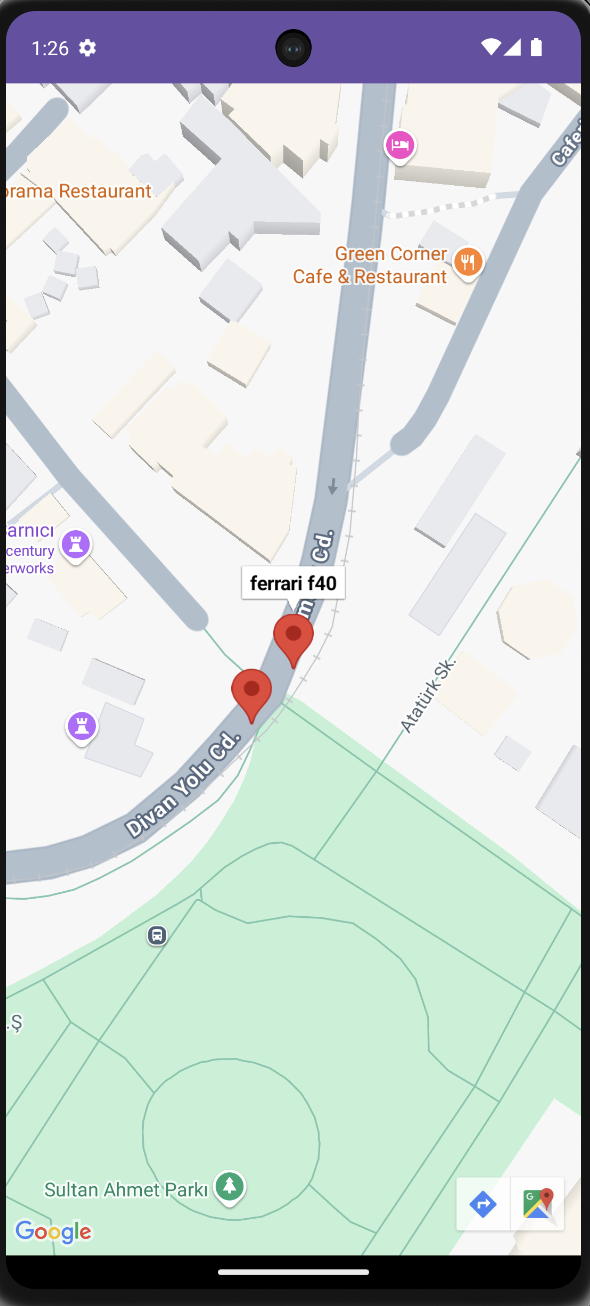 1:26
Cafer
orama Restaurant
Green Corner
Cafe & Restaurant
Cd.
arnıcı
century
erworks
ferrari f40
Atatürk Sk.
Divan Yolu Cd.
.Ş
Sultan Ahmet Parkı
Google